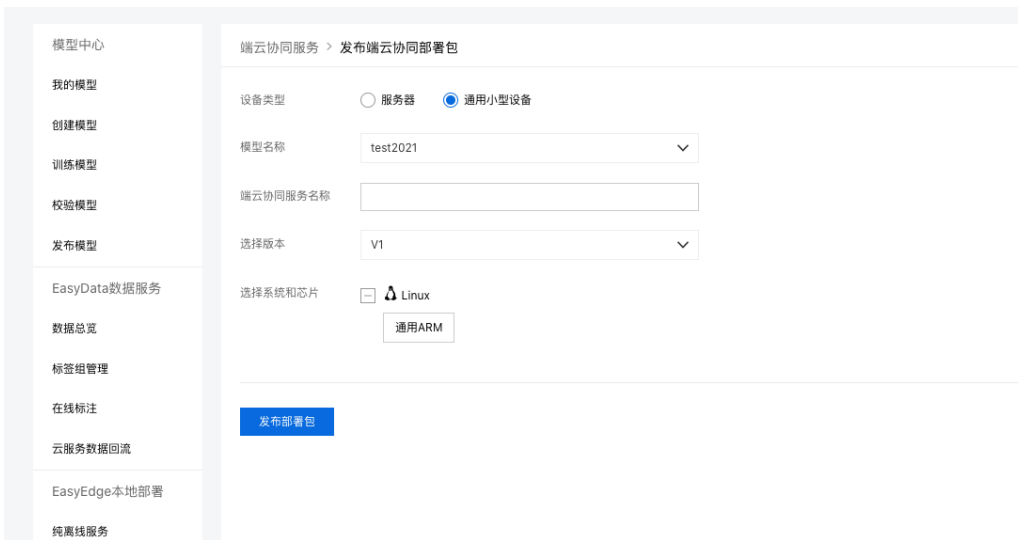 模型中心
我的模型
创建模型
训练模型
校验模型
发布模型
EasyData数据服务
数据总览
标签组管理
在线标注
云服务数据回流
EasyEdge本地部署
纯离线服务
端云协同服务 > 发布端云协同部署包
设备类型 服务器 通用小型设备
模型名称 test2021
端云协同服务名称
选择版本 V1
选择系统和芯片 Linux
通用ARM
发布部署包